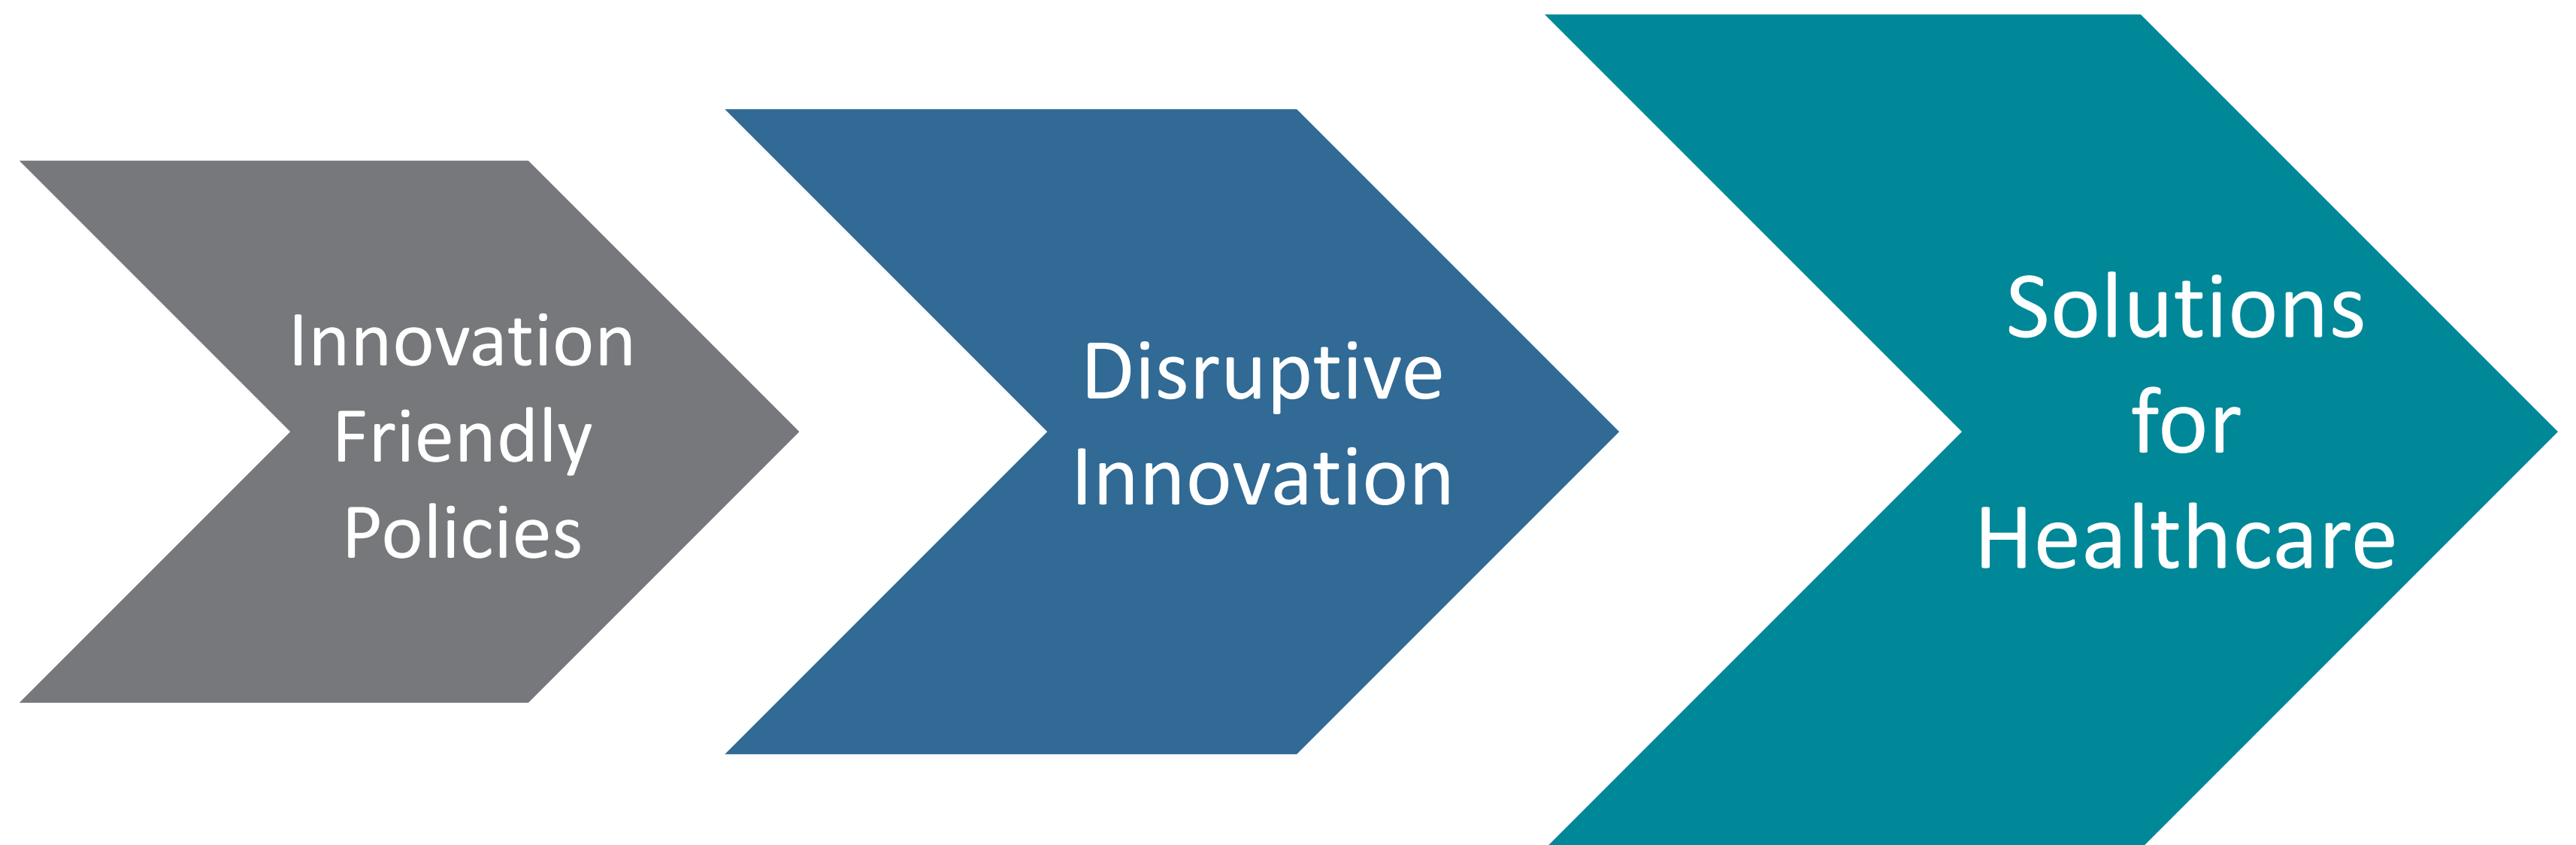 Innovation
Friendly
Policies
Disruptive
Innovation
Solutions
for
Healthcare